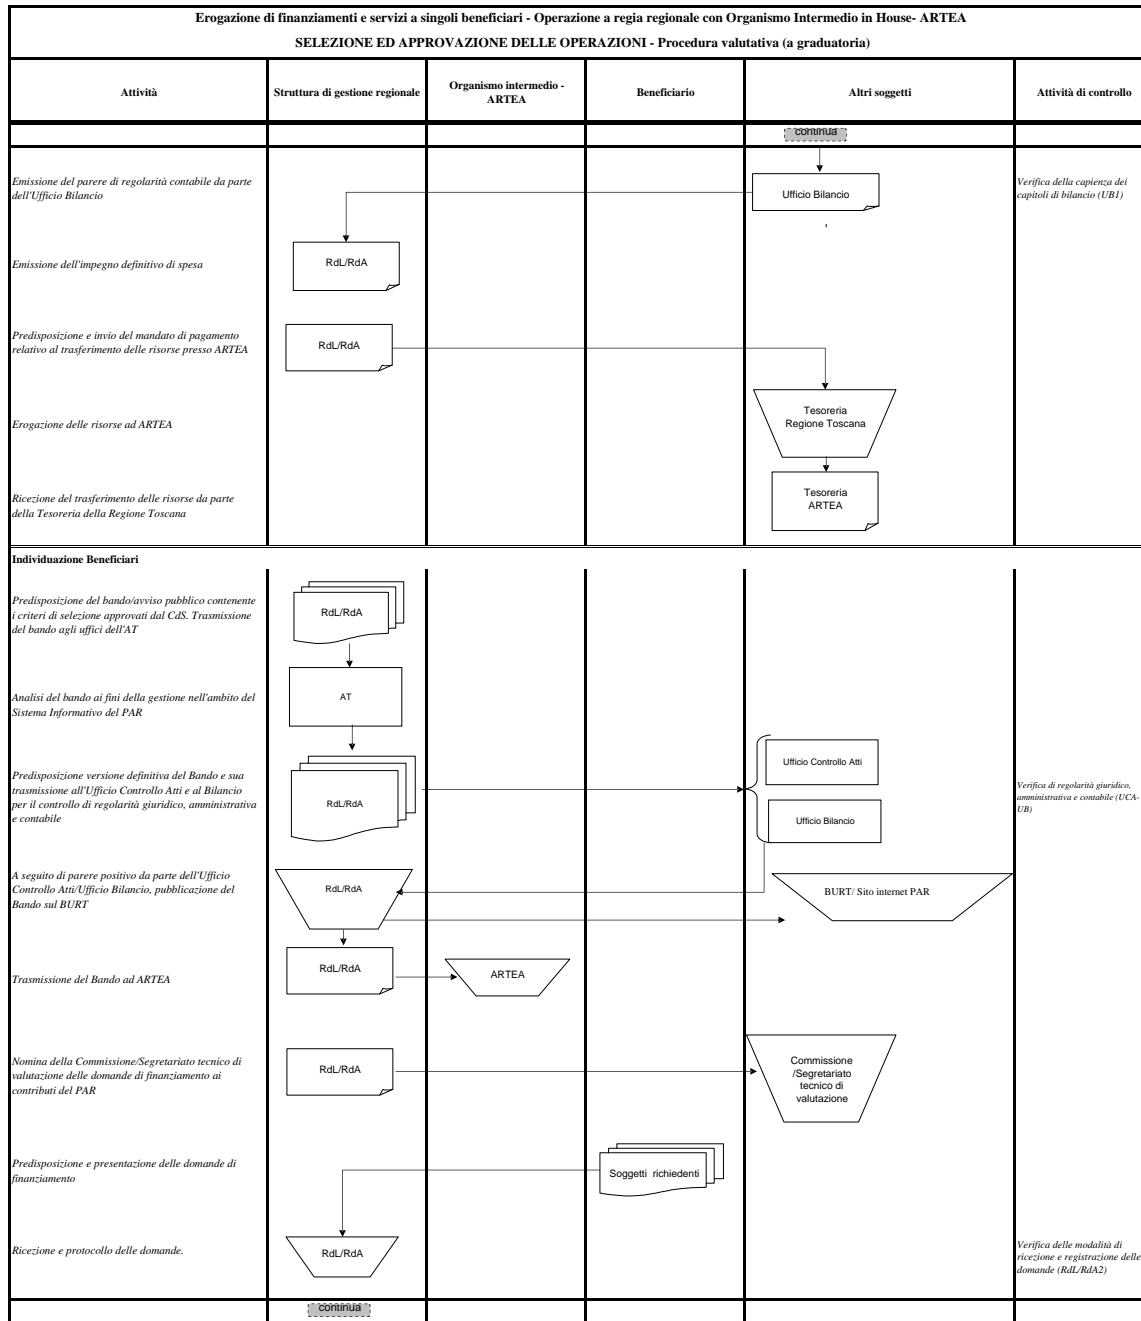 Erogazione di finanziamenti e servizi a singoli beneficiari - Operazione a regia regionale con Organismo Intermedio in House- ARTEA
SELEZIONE ED APPROVAZIONE DELLE OPERAZIONI - Procedura valutativa (a graduatoria)
Attività
Struttura di gestione regionale
Organismo intermedio -
ARTEA
Beneficiario
Altri soggetti
Attività di controllo
continua
Emissione del parere di regolarità contabile da parte
dell'Ufficio Bilancio
Ufficio Bilancio
Verifica della capienza dei
capitoli di bilancio (UB1)
Emissione dell'impegno definitivo di spesa
RdL/RdA
Predisposizione e invio del mandato di pagamento
relativo al trasferimento delle risorse presso ARTEA
RdL/RdA
Erogazione delle risorse ad ARTEA
Tesoreria
Regione Toscana
Ricezione del trasferimento delle risorse da parte
della Tesoreria della Regione Toscana
Tesoreria
ARTEA
Individuazione Beneficiari
Predisposizione del bando/avviso pubblico contenente
i criteri di selezione approvati dal CdS. Trasmissione
del bando agli uffici dell'AT
RdL/RdA
Analisi del bando ai fini della gestione nell'ambito del
Sistema Informativo del PAR
AT
Predisposizione versione definitiva del Bando e sua
trasmissione all'Ufficio Controllo Atti e al Bilancio
per il controllo di regolarità giuridico, amministrativa
e contabile
RdL/RdA
Ufficio Controllo Atti
Ufficio Bilancio
Verifica di regolarità giuridico,
amministrativa e contabile (UCA-
UB)
A seguito di parere positivo da parte dell'Ufficio
Controllo Atti/Ufficio Bilancio, pubblicazione del
Bando sul BURT
RdL/RdA
BURT/ Sito internet PAR
Trasmissione del Bando ad ARTEA
RdL/RdA
ARTEA
Nomina della Commissione/Segretariato tecnico di
valutazione delle domande di finanziamento ai
contributi del PAR
RdL/RdA
Commissione
/Segretariato
tecnico di
valutazione
Predisposizione e presentazione delle domande di
finanziamento
Soggetti richiedenti
Ricezione e protocollo delle domande.
RdL/RdA
Verifica delle modalità di
ricezione e registrazione delle
domande (RdL/RdA2)
continua